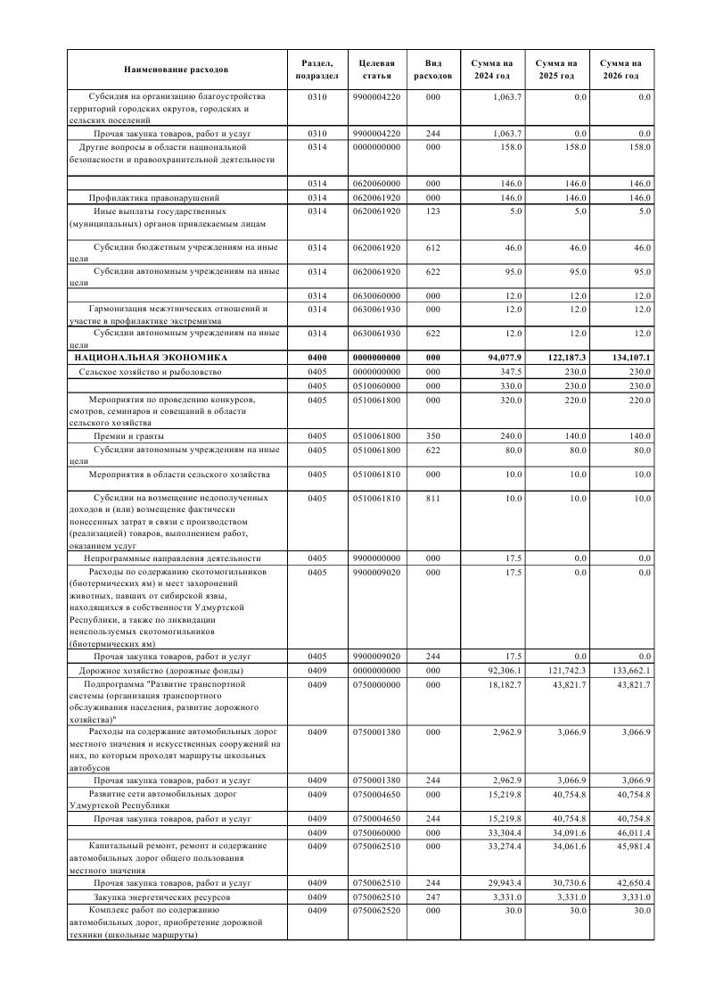 Наименование расходов Раздел, подраздел Целевая статья Вид расходов Сумма на 2024 год Сумма на 2025 год Сумма на 2026 год
Субсидия на организацию благоустройства 0310 9900004220 000 1,063.7 0.0 0.0
территорий городских округов, городских и
сельских поселений
Прочая закупка товаров, работ и услуг 0310 9900004220 244 1,063.7 0.0 0.0
Другие вопросы в области национальной 0314 0000000000 000 158.0 158.0 158.0
безопасности и правоохранительной деятельности
0314 0620060000 000 146.0 146.0 146.0
Профилактика правонарушений 0314 0620061920 000 146.0 146.0 146.0
Иные выплаты государственных 0314 0620061920 123 5.0 5.0 5.0
(муниципальных) органов привлекаемым лицам
Субсидии бюджетным учреждениям на иные 0314 0620061920 612 46.0 46.0 46.0
цели
Субсидии автономным учреждениям на иные 0314 0620061920 622 95.0 95.0 95.0
цели
0314 0630060000 000 12.0 12.0 12.0
Гармонизация межэтнических отношений и 0314 0630061930 000 12.0 12.0 12.0
участие в профилактике экстремизма
Субсидии автономным учреждениям на иные 0314 0630061930 622 12.0 12.0 12.0
цели
НАЦИОНАЛЬНАЯ ЭКОНОМИКА 0400 0000000000 000 94,077.9 122,187.3 134,107.1
Сельское хозяйство и рыболовство 0405 0000000000 000 347.5 230.0 230.0
0405 0510060000 000 330.0 230.0 230.0
Мероприятия по проведению конкурсов, 0405 0510061800 000 320.0 220.0 220.0
смотров, семинаров и совещаний в области
сельского хозяйства
Премии и гранты 0405 0510061800 350 240.0 140.0 140.0
Субсидии автономным учреждениям на иные 0405 0510061800 622 80.0 80.0 80.0
цели
Мероприятия в области сельского хозяйства 0405 0510061810 000 10.0 10.0 10.0
Субсидии на возмещение недополученных 0405 0510061810 811 10.0 10.0 10.0
доходов и (или) возмещение фактически
понесенных затрат в связи с производством
(реализацией) товаров, выполнением работ,
оказанием услуг
Непрограммные направления деятельности 0405 9900000000 000 17.5 0.0 0.0
Расходы по содержанию скотомогильников 0405 9900009020 000 17.5 0.0 0.0
(биотермических ям) и мест захоронений
животных, павших от сибирской язвы,
находящихся в собственности Удмуртской
Республики, а также по ликвидации
неиспользуемых скотомогильников
(биотермических ям)
Прочая закупка товаров, работ и услуг 0405 9900009020 244 17.5 0.0 0.0
Дорожное хозяйство (дорожные фонды) 0409 0000000000 000 92,306.1 121,742.3 133,662.1
Подпрограмма "Развитие транспортной 0409 0750000000 000 18,182.7 43,821.7 43,821.7
системы (организация транспортного
обслуживания населения, развитие дорожного
хозяйства)"
Расходы на содержание автомобильных дорог 0409 0750001380 000 2,962.9 3,066.9 3,066.9
местного значения и искусственных сооружений на
них, по которым проходят маршруты школьных
автобусов
Прочая закупка товаров, работ и услуг 0409 0750001380 244 2,962.9 3,066.9 3,066.9
Развитие сети автомобильных дорог 0409 0750004650 000 15,219.8 40,754.8 40,754.8
Удмуртской Республики
Прочая закупка товаров, работ и услуг 0409 0750004650 244 15,219.8 40,754.8 40,754.8
0409 0750060000 000 33,304.4 34,091.6 46,011.4
Капитальный ремонт, ремонт и содержание 0409 0750062510 000 33,274.4 34,061.6 45,981.4
автомобильных дорог общего пользования
местного значения
Прочая закупка товаров, работ и услуг 0409 0750062510 244 29,943.4 30,730.6 42,650.4
Закупка энергетических ресурсов 0409 0750062510 247 3,331.0 3,331.0 3,331.0
Комплекс работ по содержанию 0409 0750062520 000 30.0 30.0 30.0
автомобильных дорог, приобретение дорожной
техники (школьные маршруты)